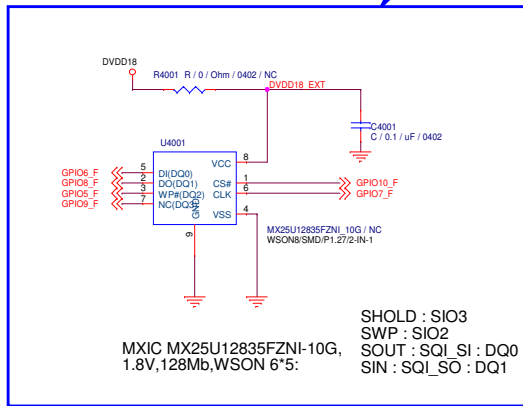 DVDD18
R4001 R / 0 / Ohm / 0402 / NC
DVDD18_EXT
C4001
C / 0.1 / uF / 0402
U4001
VCC 8
GPIO6_F 5 DI(DQ0)
GPIO8_F 2 DO(DQ1) CS# 1 GPIO10_F
GPIO5_F 3 WP#(DQ2) CLK 6 GPIO7_F
GPIO9_F 7 NC(DQ3)
GND VSS 4
9
MX25U12835FZNI_10G / NC
WSON8/SMD/P1.27/2-IN-1
MXIC MX25U12835FZNI-10G,
1.8V,128Mb,WSON 6*5:
SHOLD : SIO3
SWP : SIO2
SOUT : SQI_SI : DQ0
SIN : SQI_SO : DQ1